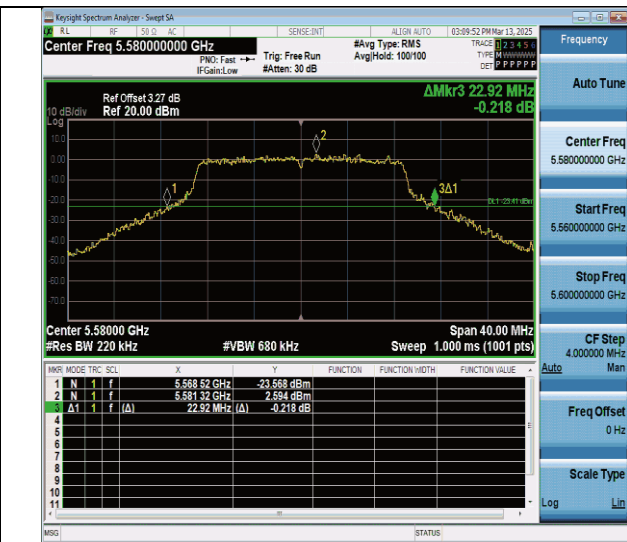 Keysight Spectrum Analyzer - Swept SA
RL RF 50 Ω AC SENSE:INT ALIGN AUTO 03:09:52 PM Mar 13, 2025
Center Freq 5.580000000 GHz #Avg Type: RMS TRACE 1 2 3 4 5 6
PNO: Fast Trig: Free Run Avg|Hold: 100/100 TYPE M WWWWW
IFGain:Low #Atten: 30 dB DET P P P P P P
Ref Offset 3.27 dB ΔMkr3 22.92 MHz
10 dB/div Ref 20.00 dBm -0.218 dB
Log
10.0
0.00
-10.0
-20.0
-30.0
-40.0
-50.0
-60.0
-70.0
1
2
3Δ1
DL1 -23.41 dBm
Center 5.58000 GHz Span 40.00 MHz
#Res BW 220 kHz #VBW 680 kHz Sweep 1.000 ms (1001 pts)
MKR MODE TRC SCL X Y FUNCTION FUNCTION WIDTH FUNCTION VALUE
1 N 1 f 5.568 52 GHz -23.568 dBm
2 N 1 f 5.581 32 GHz 2.594 dBm
3 Δ1 1 f (Δ) 22.92 MHz (Δ) -0.218 dB
4
5
6
7
8
9
10
11
MSG STATUS
Frequency
Auto Tune
Center Freq
5.580000000 GHz
Start Freq
5.560000000 GHz
Stop Freq
5.600000000 GHz
CF Step
4.000000 MHz
Auto Man
Freq Offset
0 Hz
Scale Type
Log Lin